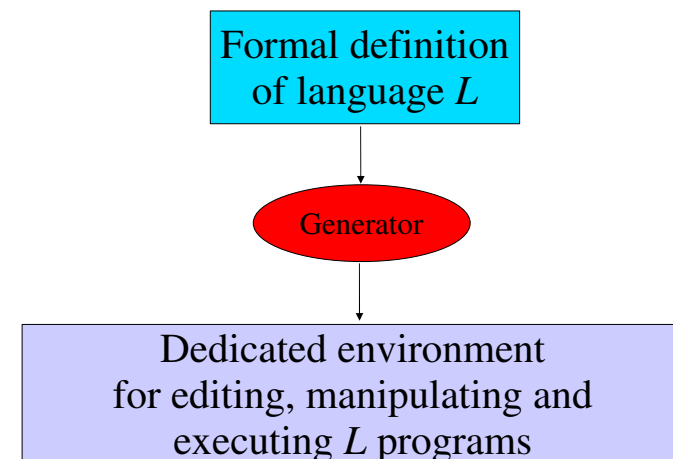 Formal definition
of language L
Generator
Dedicated environment
for editing, manipulating and
executing L programs